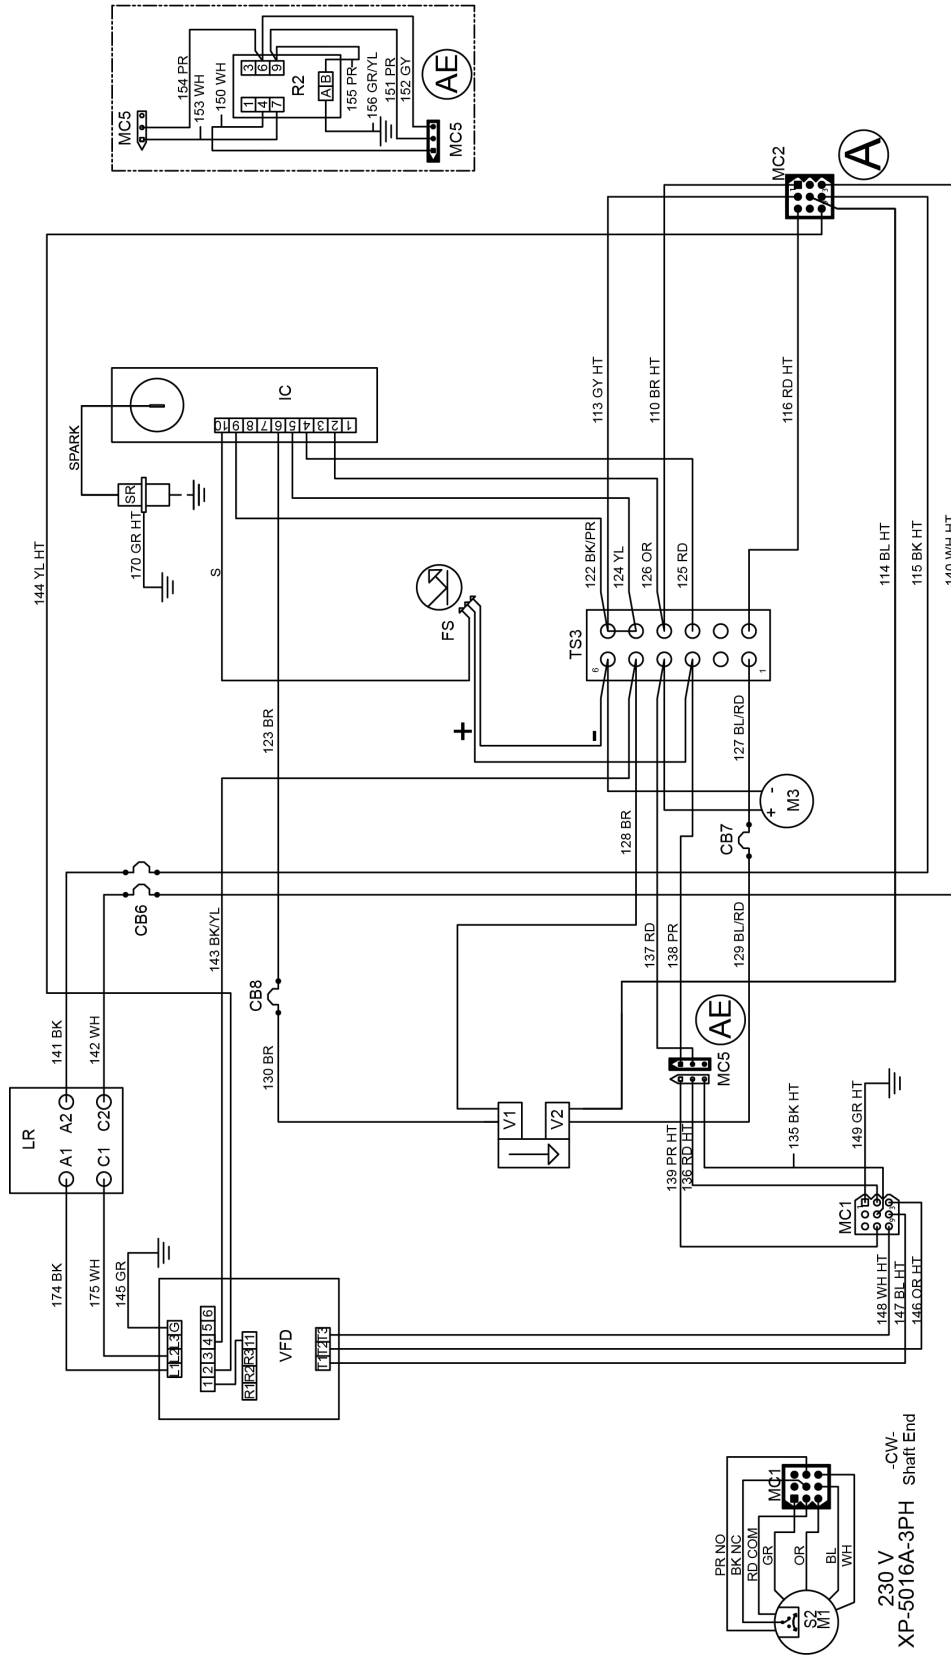 MC5
154 PR
153 WH
150 WH
3 6 9
1 4 7
R2
A B
155 PR
156 GR/YL
151 PR
152 GY
AE
MC5
MC2
1
3
A
144 YL HT
SPARK
SR
170 GR HT
IC
10 9 8 7 6 5 4 3 2 1
S
FS
113 GY HT
110 BR HT
116 RD HT
122 BK/PR
124 YL
126 OR
125 RD
114 BL HT
115 BK HT
140 WH HT
TS3
6
1
+
-
123 BR
127 BL/RD
+ -
M3
CB7
128 BR
CB6
143 BK/YL
137 RD
138 PR
129 BL/RD
CB8
130 BR
141 BK
142 WH
LR
A1 A2
C1 C2
AE
MC5
V1
V2
139 PR HT
136 RD HT
135 BK HT
149 GR HT
MC1
1
3
9
174 BK
175 WH
145 GR
148 WH HT
147 BL HT
146 OR HT
L1 L2 L3 G
1 2 3 4 5 6
R1 R2 R3 11
VFD
T1 T2 T3
PR NO
BK NC
RD COM
GR
OR
BL
WH
MC1
S2
M1
230 V
XP-5016A-3PH
-CW-
Shaft End